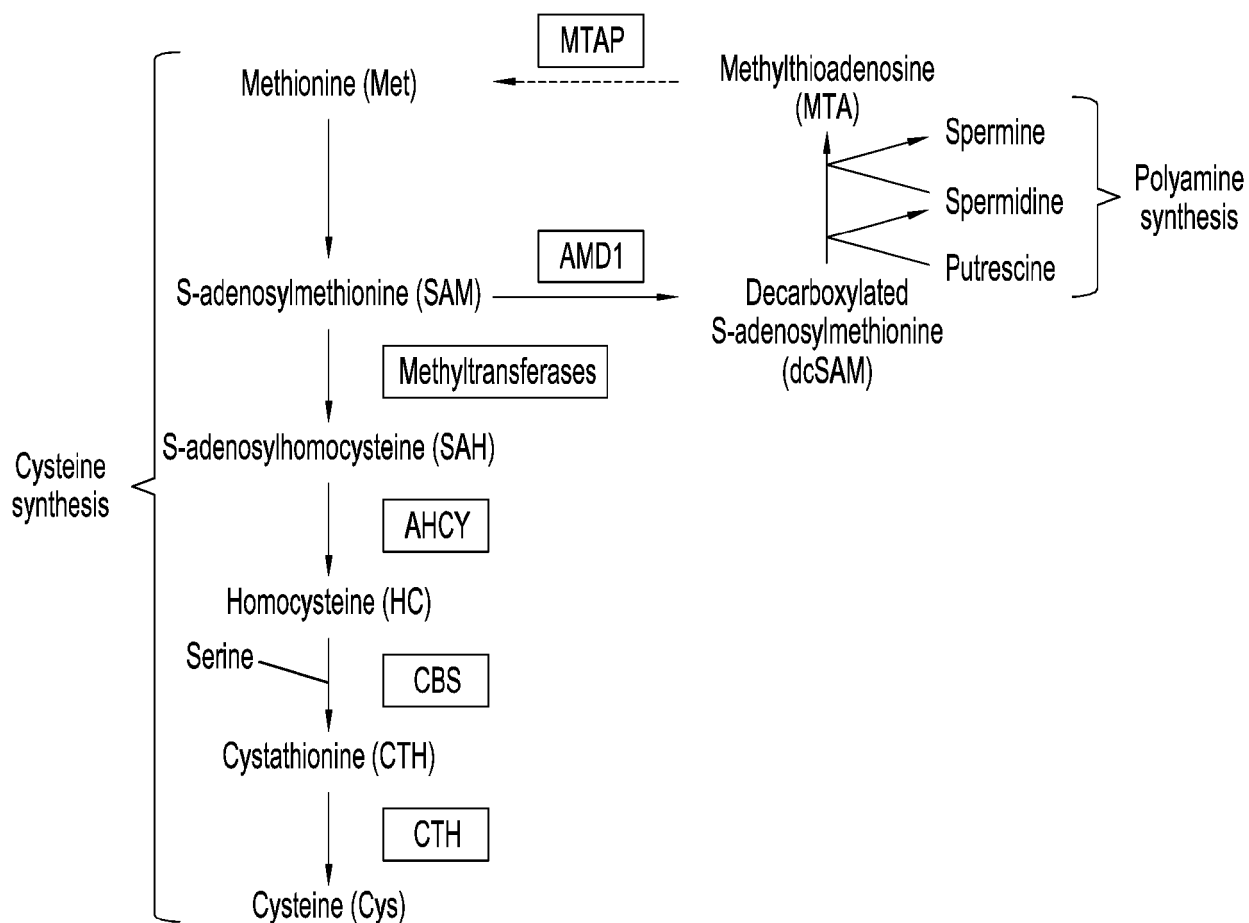 MTAP
Methionine (Met)
Methylthioadenosine
(MTA)
Spermine
Spermidine
Putrescine
Polyamine
synthesis
AMD1
S-adenosylmethionine (SAM)
Decarboxylated
S-adenosylmethionine
(dcSAM)
Methyltransferases
S-adenosylhomocysteine (SAH)
Cysteine
synthesis
AHCY
Homocysteine (HC)
Serine
CBS
Cystathionine (CTH)
CTH
Cysteine (Cys)